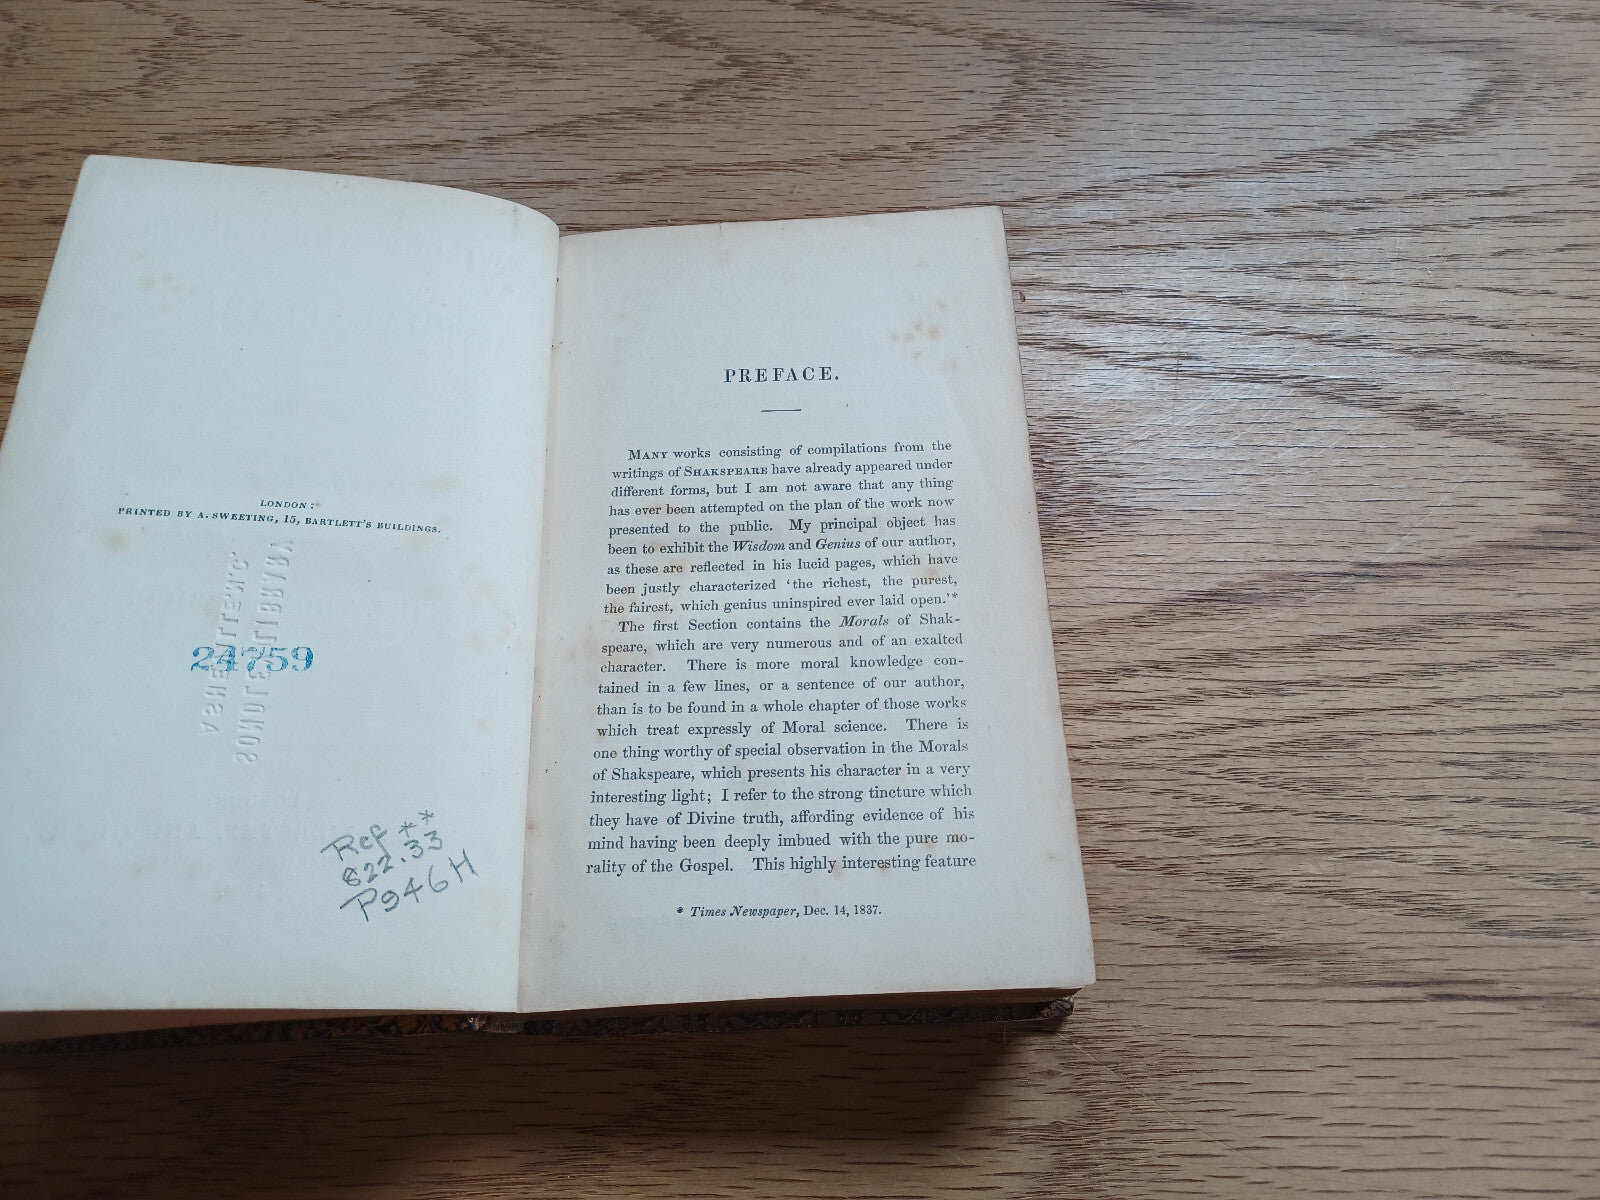 LONDON:
PRINTED BY A. SWEETING, 15, BARTLETT'S BUILDINGS.
SONDLEY LIBRARY
ASHEVILLE N.C.
24759
Ref **
822.33
P946H
PREFACE.
MANY works consisting of compilations from the
writings of SHAKSPEARE have already appeared under
different forms, but I am not aware that any thing
has ever been attempted on the plan of the work now
presented to the public. My principal object has
been to exhibit the Wisdom and Genius of our author,
as these are reflected in his lucid pages, which have
been justly characterized 'the richest, the purest,
the fairest, which genius uninspired ever laid open.'*
The first Section contains the Morals of Shak-
speare, which are very numerous and of an exalted
character. There is more moral knowledge con-
tained in a few lines, or a sentence of our author,
than is to be found in a whole chapter of those works
which treat expressly of Moral science. There is
one thing worthy of special observation in the Morals
of Shakspeare, which presents his character in a very
interesting light; I refer to the strong tincture which
they have of Divine truth, affording evidence of his
mind having been deeply imbued with the pure mo-
rality of the Gospel. This highly interesting feature
* Times Newspaper, Dec. 14, 1837.